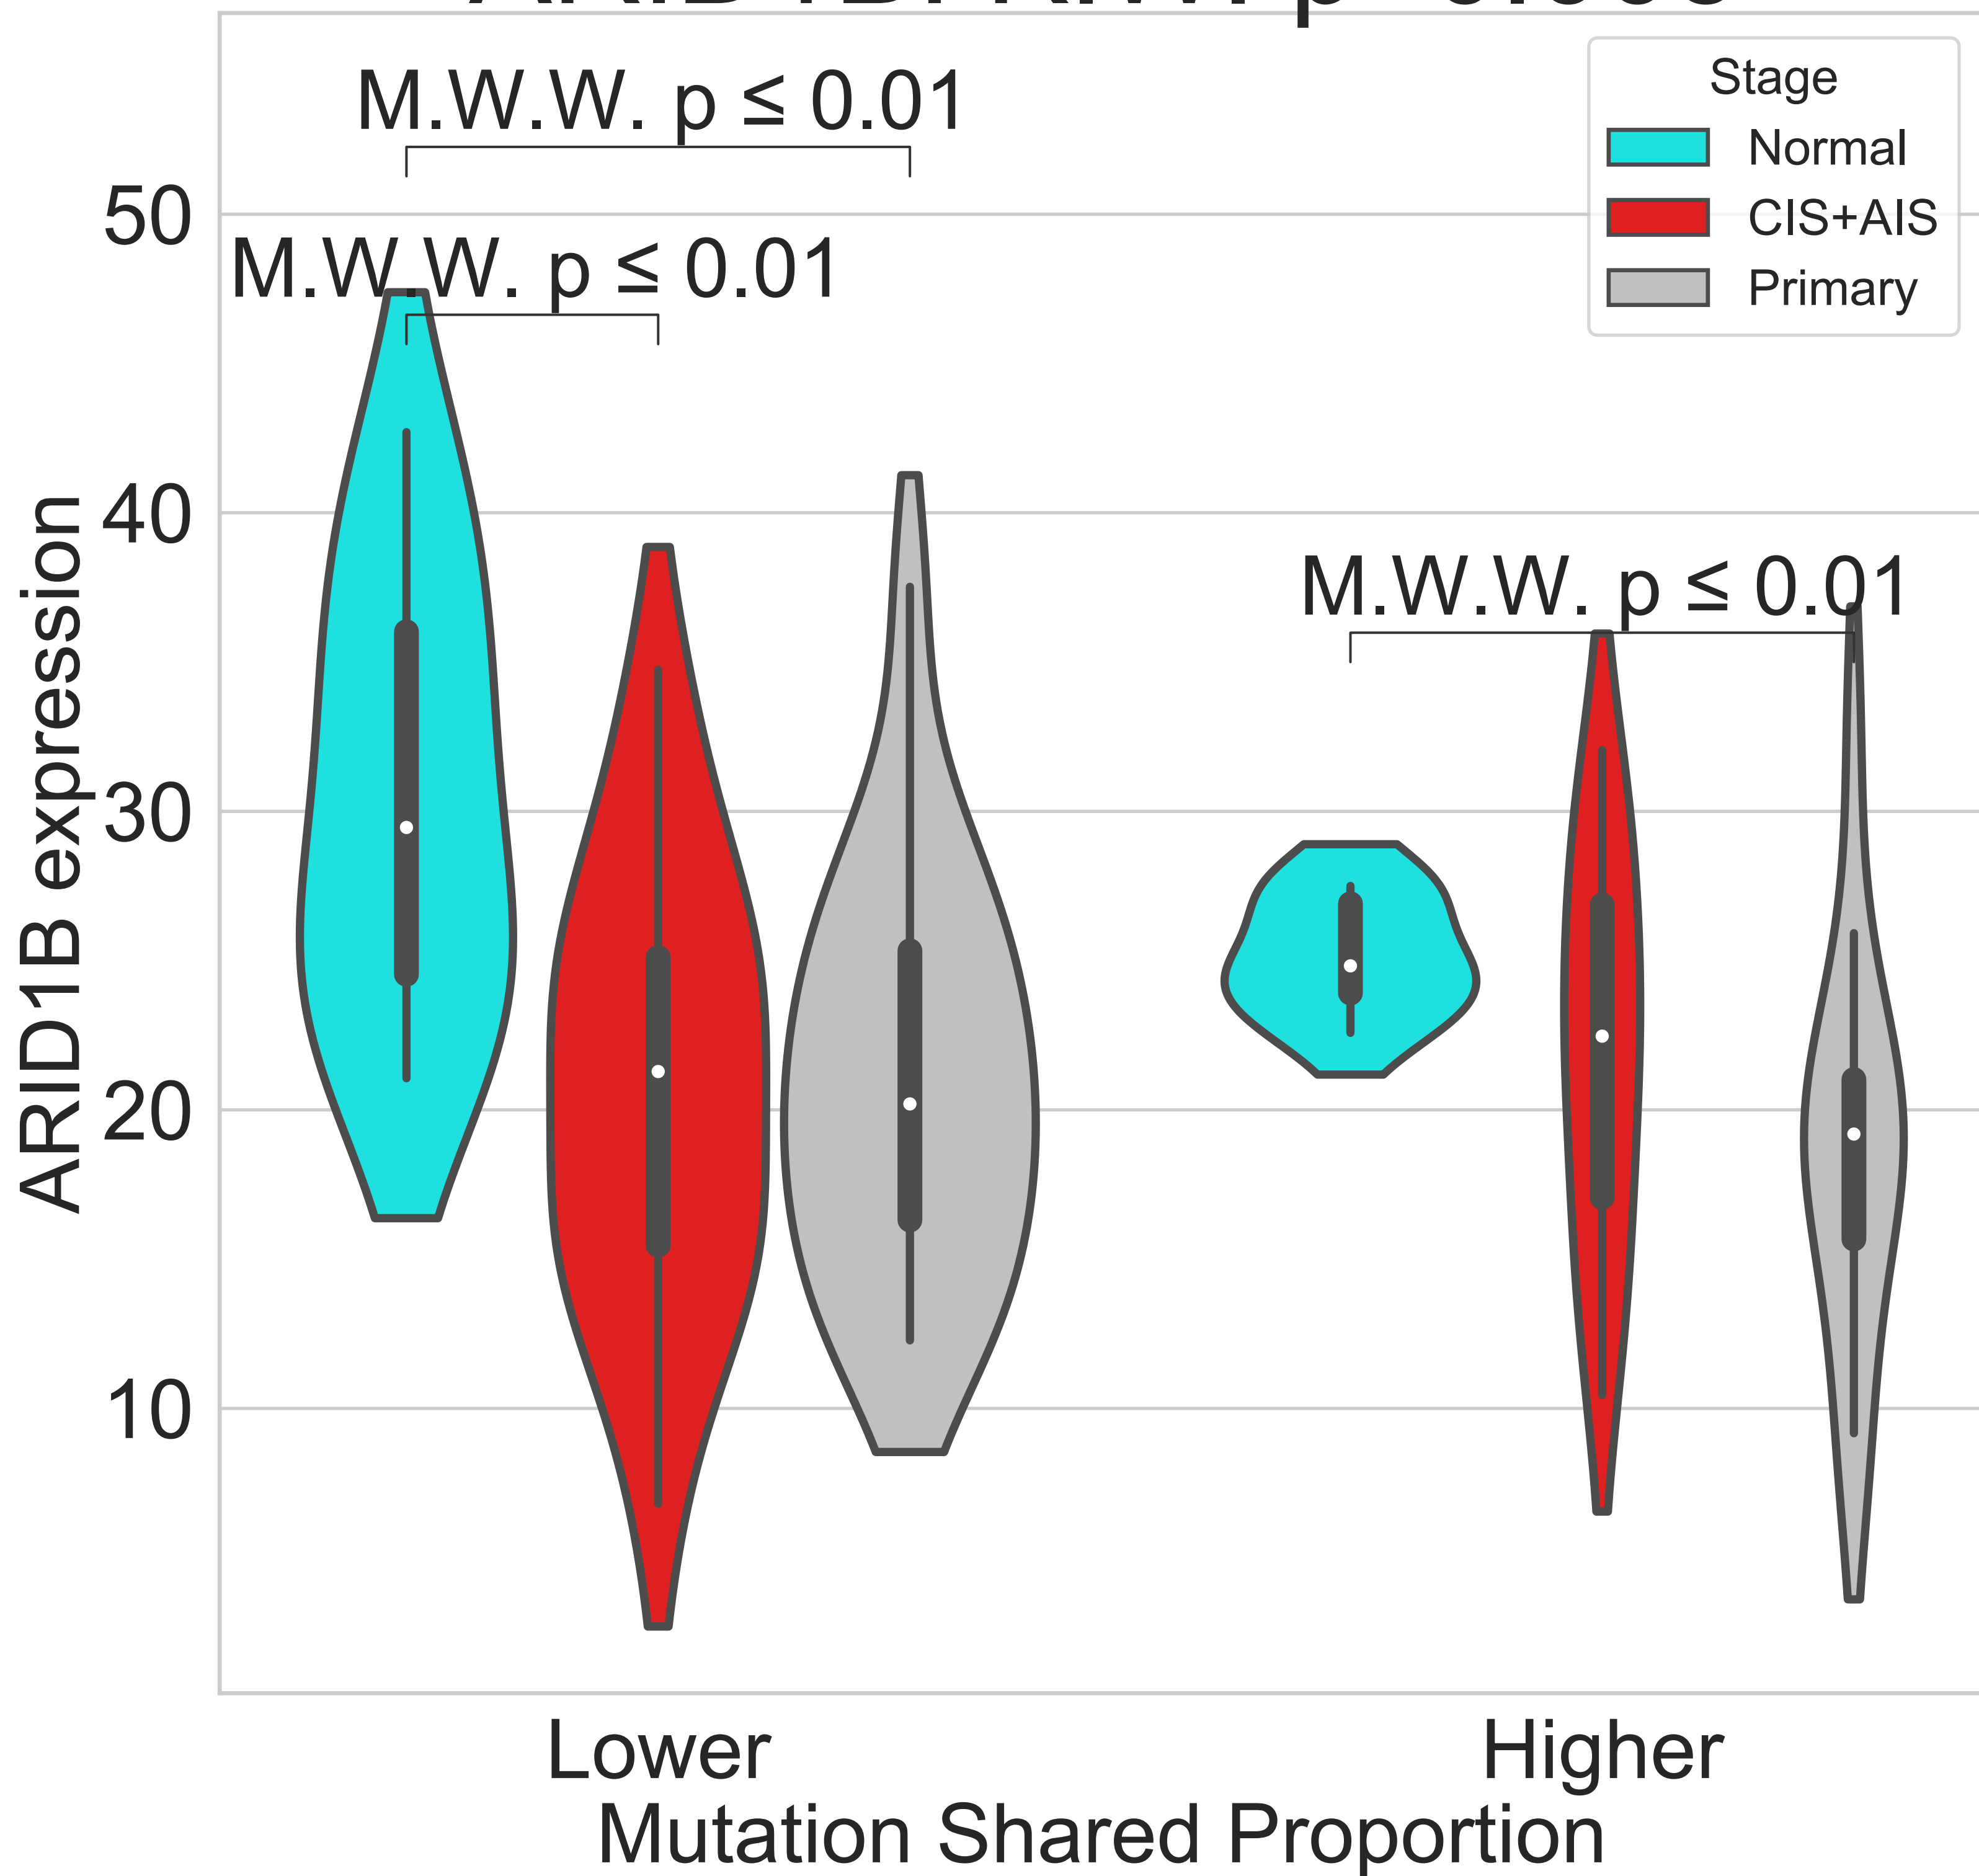 M.W.W. p ≤ 0.01
Stage
Normal
CIS+AIS
Primary
50
M.W.W. p ≤ 0.01
40
M.W.W. p ≤ 0.01
30
20
10
ARID1B expression
Lower
Higher
Mutation Shared Proportion